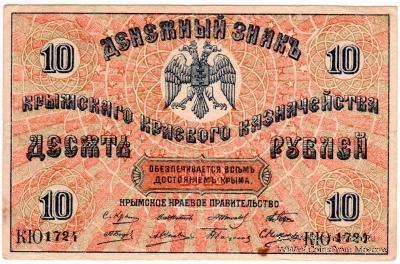 ДЕНЕЖНЫЙ ЗНАКЪ
10 10
КРЫМСКАГО КРАЕВОГО КАЗНАЧЕЙСТВА
ДЕСЯТЬ РУБЛЕЙ
ОБЕЗПЕЧИВАЕТСЯ ВСѢМЪ
ДОСТОЯНІЕМЪ КРЫМА.
КРЫМСКОЕ КРАЕВОЕ ПРАВИТЕЛЬСТВО
10 10
КЮ 1724 КЮ 1724